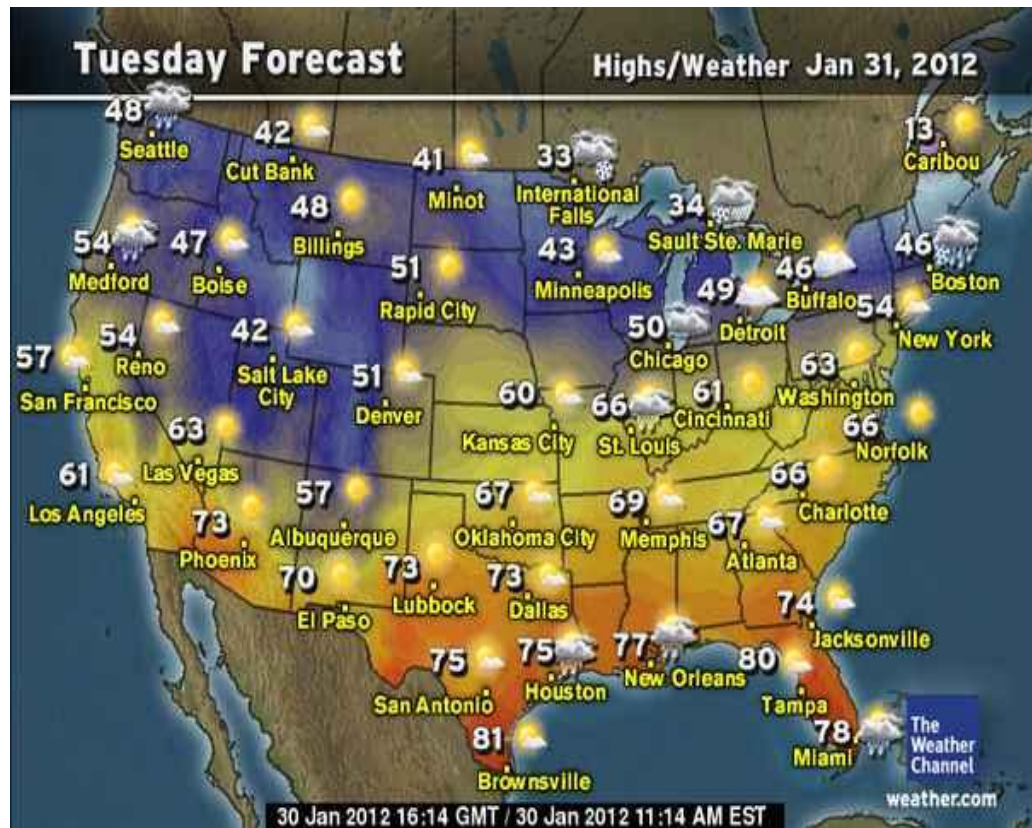 Tuesday Forecast
Highs/Weather Jan 31, 2012
48
Seattle
42
Cut Bank
41
Minot
33
International
Falls
13
Caribou
48
Billings
34
Sault Ste. Marie
54
Medford
47
Boise
51
Rapid City
43
Minneapolis
49
Detroit
46
Buffalo
46
Boston
54
New York
57
San Francisco
54
Reno
42
Salt Lake
City
51
Denver
50
Chicago
60
Kansas City
66
St. Louis
61
Cincinnati
63
Washington
66
Norfolk
63
Las Vegas
61
Los Angeles
73
Phoenix
57
Albuquerque
67
Oklahoma City
69
Memphis
67
Atlanta
66
Charlotte
70
El Paso
73
Lubbock
73
Dallas
74
Jacksonville
75
San Antonio
75
Houston
77
New Orleans
80
Tampa
81
Brownsville
78
Miami
The
Weather
Channel
weather.com
30 Jan 2012 16:14 GMT / 30 Jan 2012 11:14 AM EST